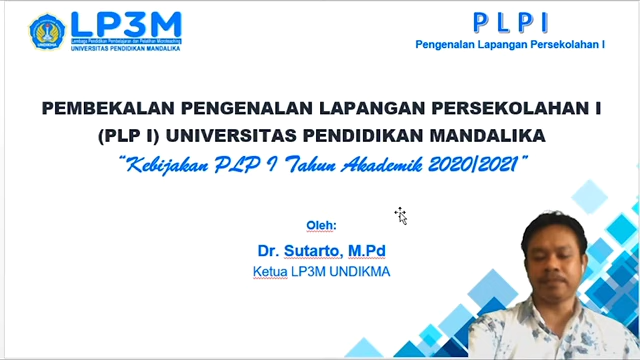 LP3M
Lembaga Pendidikan Pembelajaran dan Pelatihan Microteaching
UNIVERSITAS PENDIDIKAN MANDALIKA
PLPI
Pengenalan Lapangan Persekolahan I
PEMBEKALAN PENGENALAN LAPANGAN PERSEKOLAHAN I
(PLP I) UNIVERSITAS PENDIDIKAN MANDALIKA
“Kebijakan PLP I Tahun Akademik 2020/2021”
Oleh:
Dr. Sutarto, M.Pd
Ketua LP3M UNDIKMA